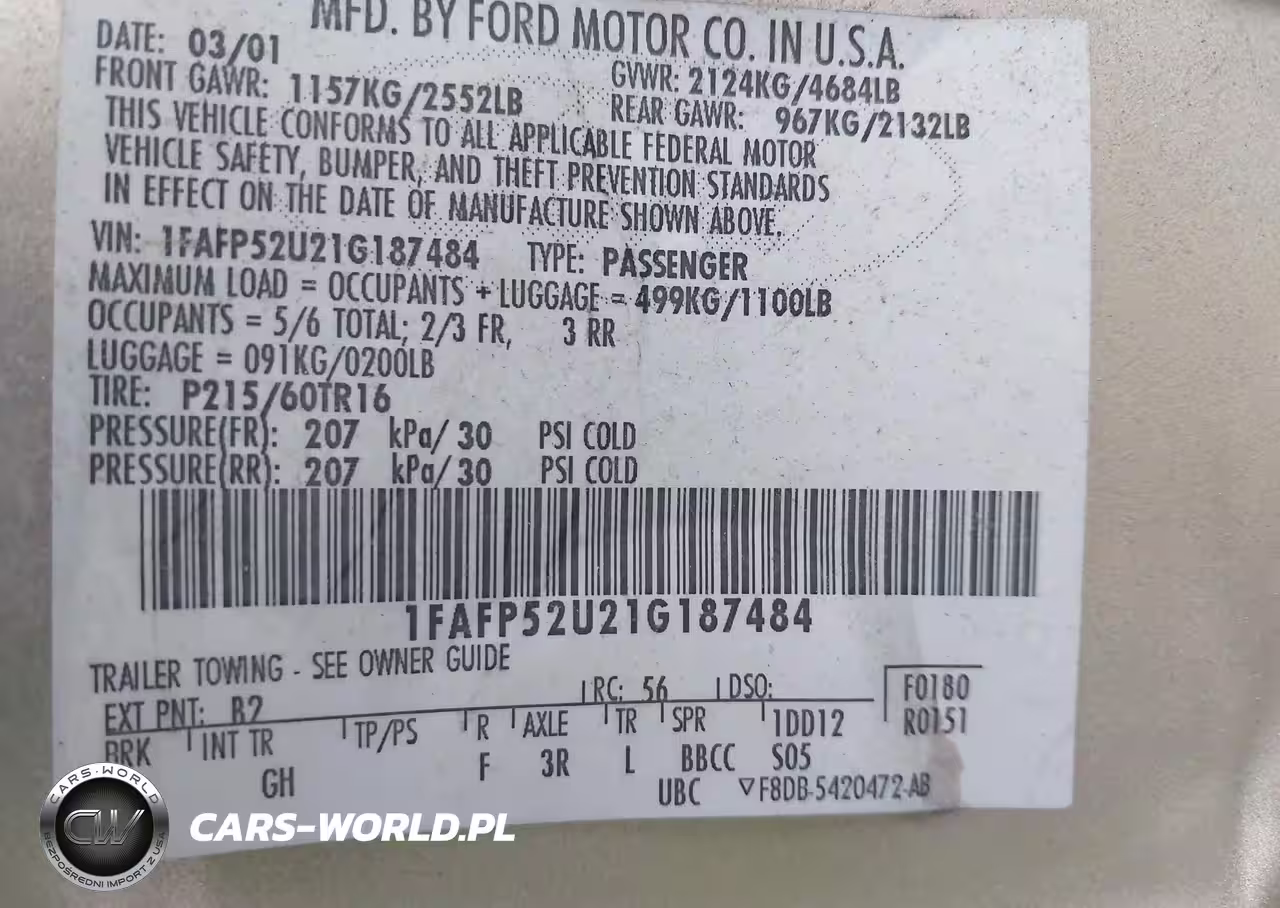 MFD. BY FORD MOTOR CO. IN U.S.A.
DATE: 03/01 GVWR: 2124KG/4684LB
FRONT GAWR: 1157KG/2552LB REAR GAWR: 967KG/2132LB
THIS VEHICLE CONFORMS TO ALL APPLICABLE FEDERAL MOTOR
VEHICLE SAFETY, BUMPER, AND THEFT PREVENTION STANDARDS
IN EFFECT ON THE DATE OF MANUFACTURE SHOWN ABOVE.
VIN: 1FAFP52U21G187484 TYPE: PASSENGER
MAXIMUM LOAD = OCCUPANTS + LUGGAGE = 499KG/1100LB
OCCUPANTS = 5/6 TOTAL; 2/3 FR, 3 RR
LUGGAGE = 091KG/0200LB
TIRE: P215/60TR16
PRESSURE(FR): 207 kPa/ 30 PSI COLD
PRESSURE(RR): 207 kPa/ 30 PSI COLD
1FAFP52U21G187484
TRAILER TOWING - SEE OWNER GUIDE
EXT PNT: B2 RC: 56 DSO: F0180
BRK INT TR TP/PS R AXLE TR SPR 1DD12 R0151
GH F 3R L BBCC S05
UBC ▽F8DB-5420472-AB
CARS-WORLD
CW
BEZPOŚREDNI IMPORT Z USA
CARS-WORLD.PL